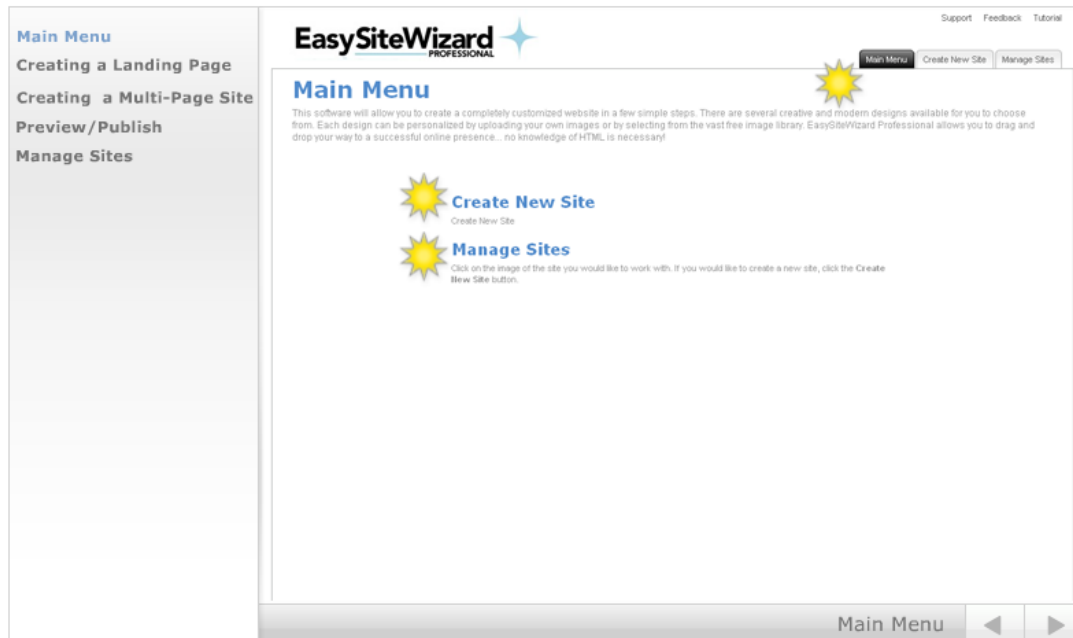 Main Menu
Creating a Landing Page
Creating a Multi-Page Site
Preview/Publish
Manage Sites
EasySiteWizard
PROFESSIONAL
Support Feedback Tutorial
Main Menu Create New Site Manage Sites
Main Menu
This software will allow you to create a completely customized website in a few simple steps. There are several creative and modern designs available for you to choose
from. Each design can be personalized by uploading your own images or by selecting from the vast free image library. EasySiteWizard Professional allows you to drag and
drop your way to a successful online presence... no knowledge of HTML is necessary!
Create New Site
Create New Site
Manage Sites
Click on the image of the site you would like to work with. If you would like to create a new site, click the Create
New Site button.
Main Menu